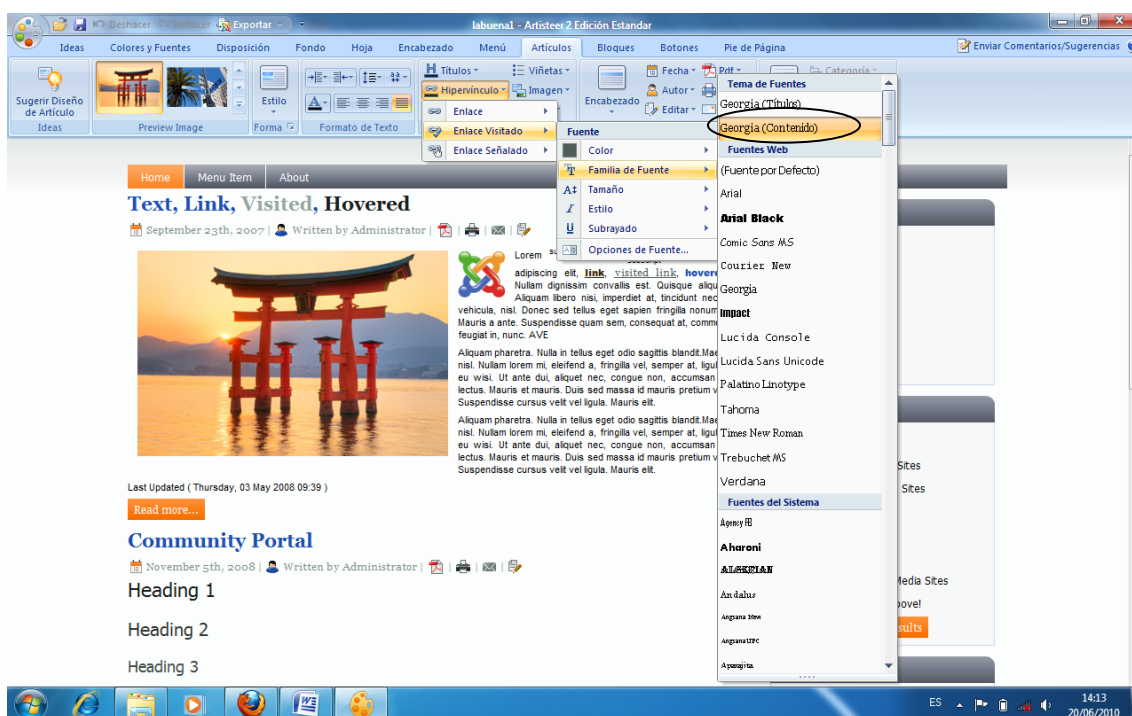 Deshacer Rehacer Exportar
labuena1 - Artisteer 2 Edición Estandar
Ideas Colores y Fuentes Disposición Fondo Hoja Encabezado Menú Artículos Bloques Botones Pie de Página Enviar Comentarios/Sugerencias
Sugerir Diseño
de Artículo
Estilo
Títulos
Viñetas
Hipervínculo
Imagen
Encabezado
Fecha
Autor
Editar
Pdf
Categoría
Ideas Preview Image Forma Formato de Texto
Enlace
Enlace Visitado
Enlace Señalado
Fuente
Color
Familia de Fuente
Tamaño
Estilo
Subrayado
Opciones de Fuente...
Tema de Fuentes
Georgia (Títulos)
Georgia (Contenido)
Fuentes Web
(Fuente por Defecto)
Arial
Arial Black
Comic Sans MS
Courier New
Georgia
Impact
Lucida Console
Lucida Sans Unicode
Palatino Linotype
Tahoma
Times New Roman
Trebuchet MS
Verdana
Fuentes del Sistema
Agency FB
Aharoni
ALGERIAN
Andalus
Angsana New
AngsanaUPC
Aparajita
Home Menu Item About
Text, Link, Visited, Hovered
September 23th, 2007 | Written by Administrator |
Lorem
adipiscing elit, link, visited link, hovere
Nullam dignissim convallis est. Quisque aliqu
Aliquam libero nisi, imperdiet at, tincidunt nec
vehicula, nisl. Donec sed tellus eget sapien fringilla nonum
Mauris a ante. Suspendisse quam sem, consequat at, comm
feugiat in, nunc. AVE
Aliquam pharetra. Nulla in tellus eget odio sagittis blandit.Mae
nisl. Nullam lorem mi, eleifend a, fringilla vel, semper at, ligul
eu wisi. Ut ante dui, aliquet nec, congue non, accumsan
lectus. Mauris et mauris. Duis sed massa id mauris pretium v
Suspendisse cursus velit vel ligula. Mauris elit.
Aliquam pharetra. Nulla in tellus eget odio sagittis blandit.Mae
nisl. Nullam lorem mi, eleifend a, fringilla vel, semper at, ligul
eu wisi. Ut ante dui, aliquet nec, congue non, accumsan
lectus. Mauris et mauris. Duis sed massa id mauris pretium v
Suspendisse cursus velit vel ligula. Mauris elit.
Last Updated ( Thursday, 03 May 2008 09:39 )
Read more...
Community Portal
November 5th, 2008 | Written by Administrator |
Heading 1
Heading 2
Heading 3
Sites
Sites
Media Sites
bove!
sults
ES
14:13
20/06/2010